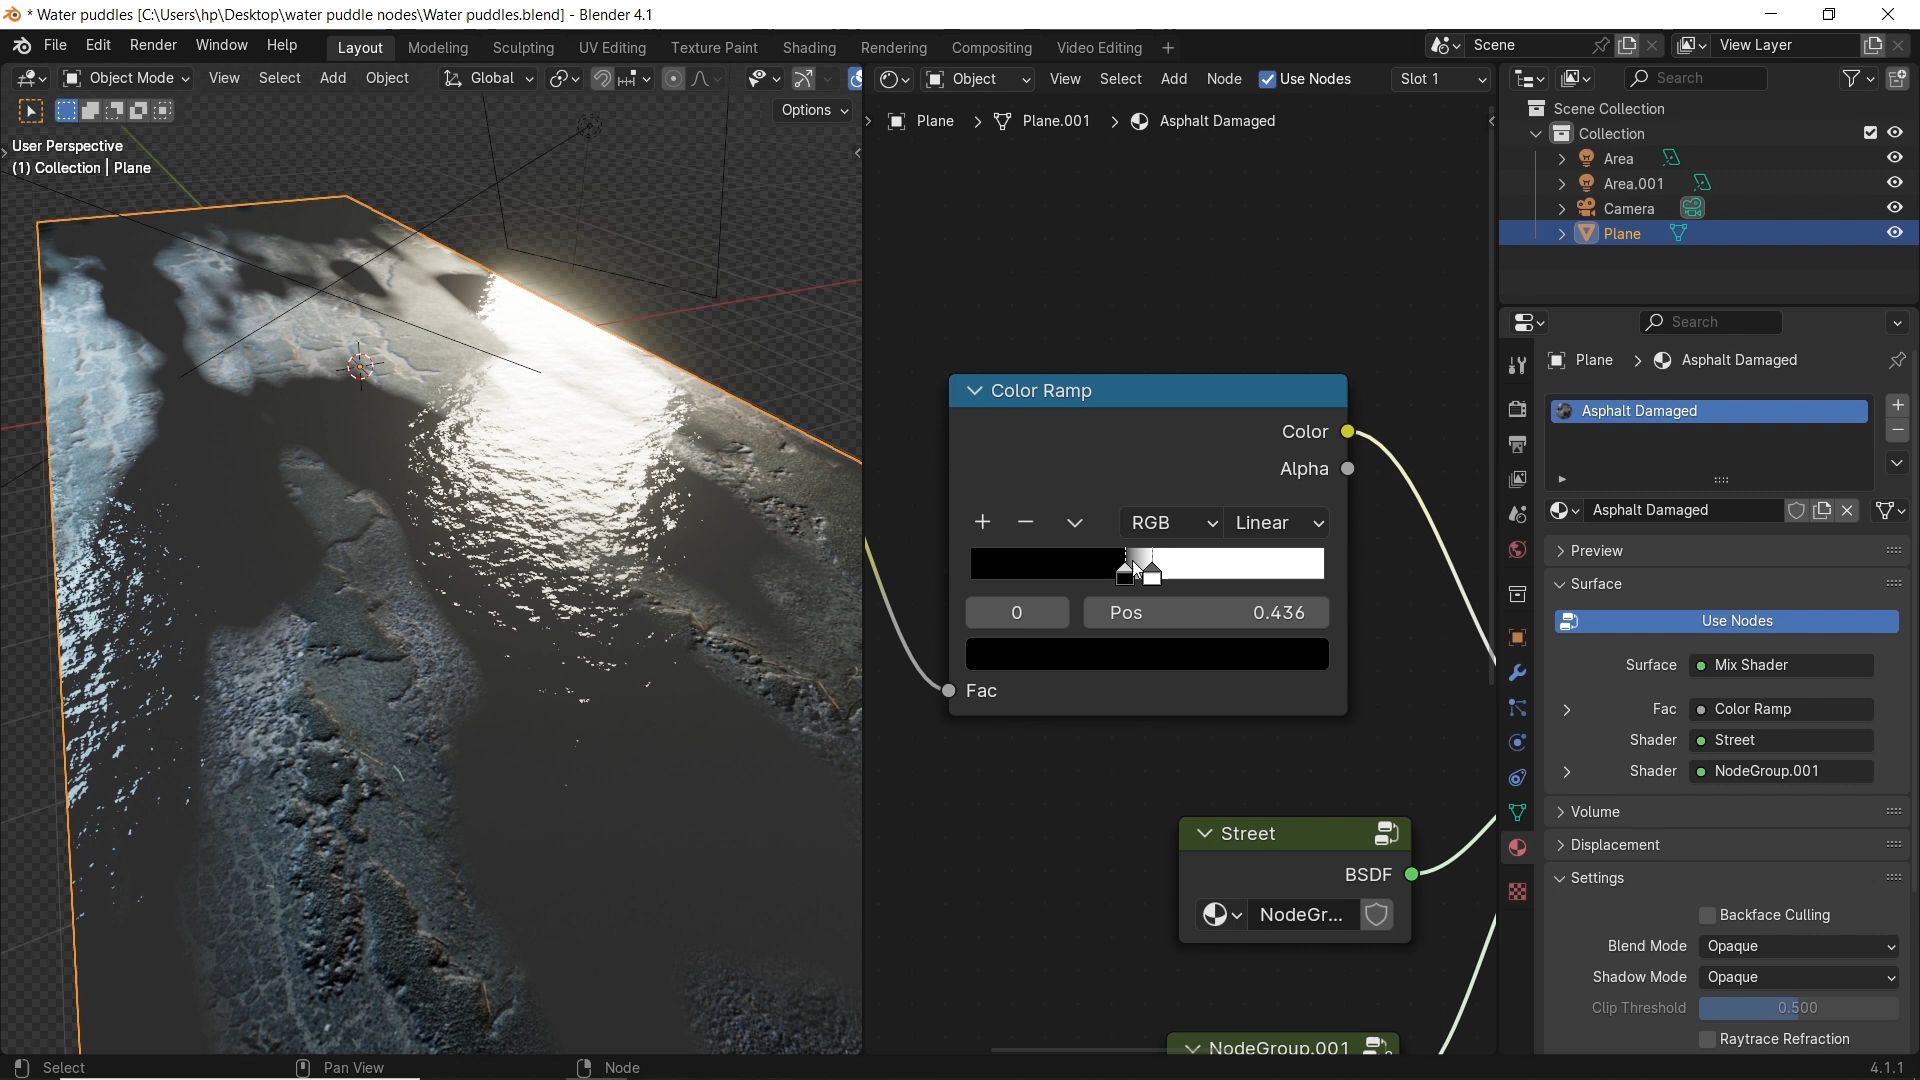 * Water puddles [C:\Users\hp\Desktop\water puddle nodes\Water puddles.blend] - Blender 4.1
File Edit Render Window Help Layout Modeling Sculpting UV Editing Texture Paint Shading Rendering Compositing Video Editing + Scene View Layer
Object Mode View Select Add Object Global
Options
User Perspective
(1) Collection | Plane
Object View Select Add Node Use Nodes Slot 1
Plane > Plane.001 > Asphalt Damaged
Color Ramp
Color
Alpha
RGB Linear
0 Pos 0.436
Fac
Street
BSDF
NodeGr...
NodeGroup.001
Search
Scene Collection
Collection
Area
Area.001
Camera
Plane
Search
Plane > Asphalt Damaged
Asphalt Damaged
Asphalt Damaged
Preview
Surface
Use Nodes
Surface Mix Shader
Fac Color Ramp
Shader Street
Shader NodeGroup.001
Volume
Displacement
Settings
Backface Culling
Blend Mode Opaque
Shadow Mode Opaque
Clip Threshold 0.500
Raytrace Refraction
Select Pan View Node 4.1.1